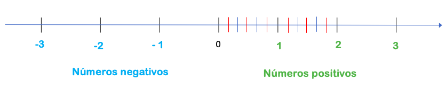 -3 -2 - 1 0 1 2 3
Números negativos Números positivos